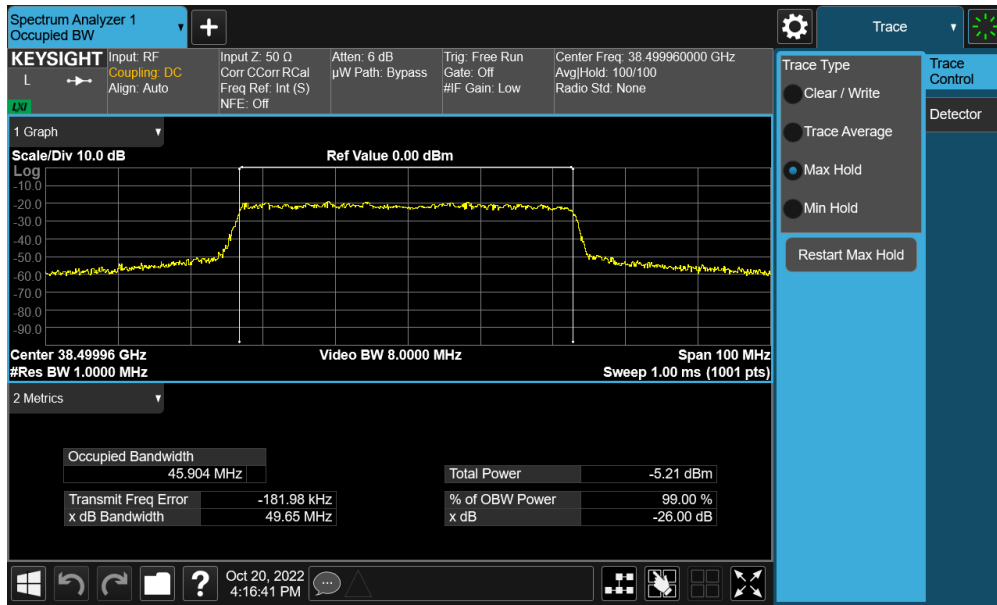 Spectrum Analyzer 1
Occupied BW
+
Trace
KEYSIGHT
L
LXI
Input: RF
Coupling: DC
Align: Auto
Input Z: 50 Ω
Corr CCorr RCal
Freq Ref: Int (S)
NFE: Off
Atten: 6 dB
µW Path: Bypass
Trig: Free Run
Gate: Off
#IF Gain: Low
Center Freq: 38.499960000 GHz
Avg|Hold: 100/100
Radio Std: None
Trace Type
Clear / Write
Trace Average
Max Hold
Min Hold
Restart Max Hold
Trace
Control
Detector
1 Graph
Scale/Div 10.0 dB
Ref Value 0.00 dBm
Log
-10.0
-20.0
-30.0
-40.0
-50.0
-60.0
-70.0
-80.0
-90.0
Center 38.49996 GHz
Video BW 8.0000 MHz
Span 100 MHz
#Res BW 1.0000 MHz
Sweep 1.00 ms (1001 pts)
2 Metrics
Occupied Bandwidth
45.904 MHz
Total Power -5.21 dBm
Transmit Freq Error -181.98 kHz
% of OBW Power 99.00 %
x dB Bandwidth 49.65 MHz
x dB -26.00 dB
?
Oct 20, 2022
4:16:41 PM